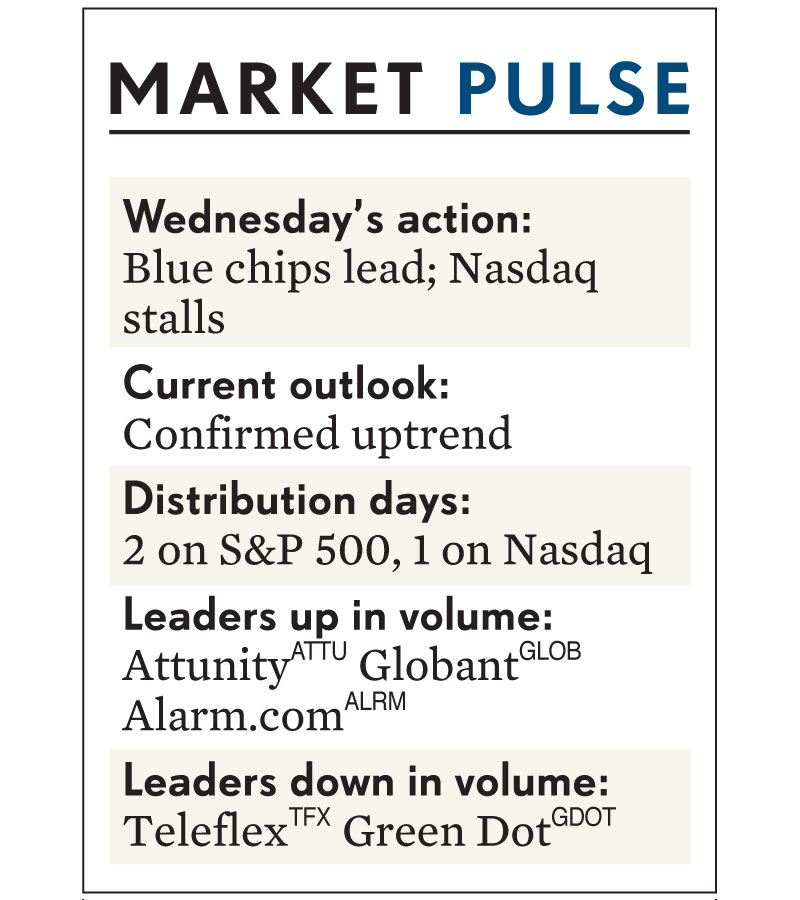 MARKET PULSE
Wednesday’s action:
Blue chips lead; Nasdaq
stalls
Current outlook:
Confirmed uptrend
Distribution days:
2 on S&P 500, 1 on Nasdaq
Leaders up in volume:
Attunity ATTU Globant GLOB
Alarm.com ALRM
Leaders down in volume:
Teleflex TFX Green Dot GDOT